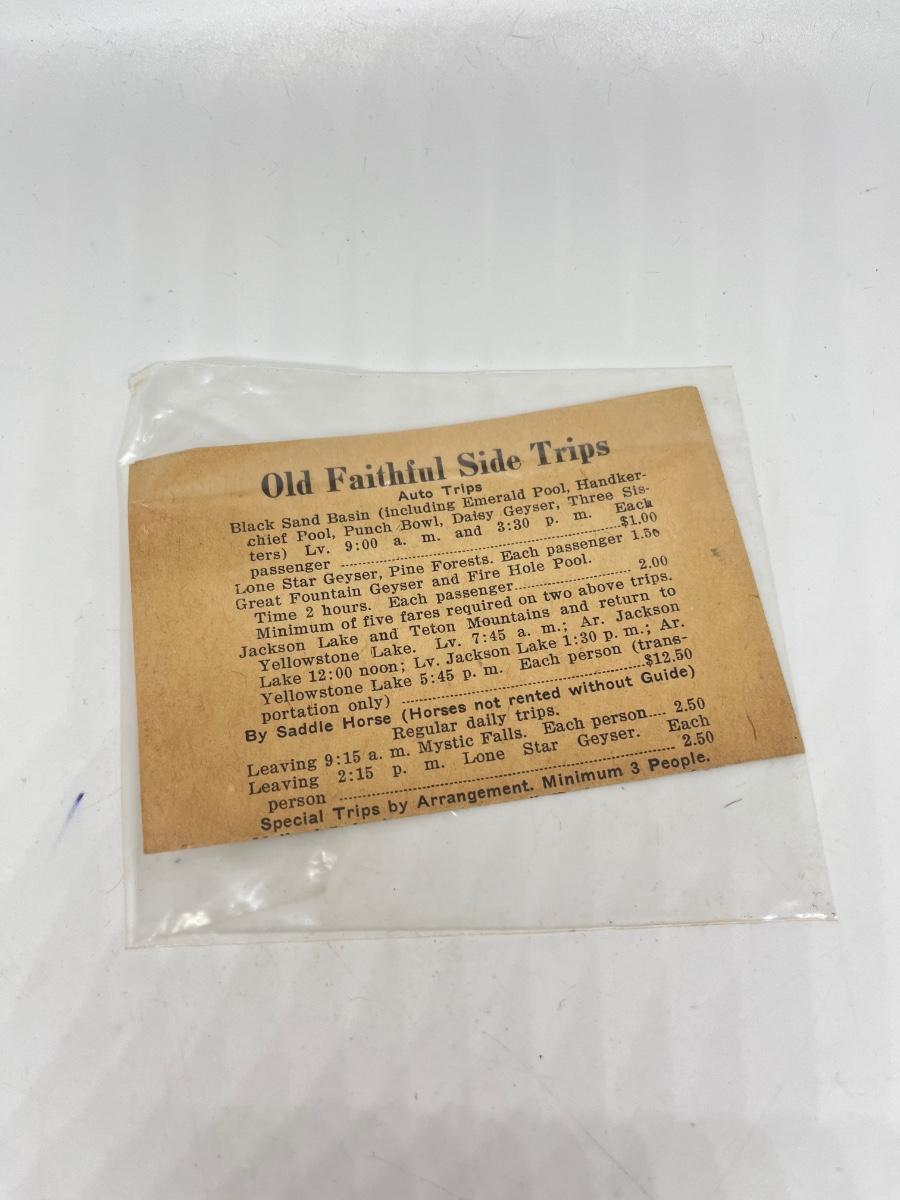 Old Faithful Side Trips
Auto Trips
Black Sand Basin (including Emerald Pool, Handker-
chief Pool, Punch Bowl, Daisy Geyser, Three Sis-
ters) Lv. 9:00 a. m. and 3:30 p. m. Each
passenger ............ $1.00
Lone Star Geyser, Pine Forests. Each passenger 1.50
Great Fountain Geyser and Fire Hole Pool.
Time 2 hours. Each passenger............ 2.00
Minimum of five fares required on two above trips.
Jackson Lake and Teton Mountains and return to
Yellowstone Lake. Lv. 7:45 a. m.; Ar. Jackson
Lake 12:00 noon; Lv. Jackson Lake 1:30 p. m.; Ar.
Yellowstone Lake 5:45 p. m. Each person (trans-
portation only) ............ $12.50
By Saddle Horse (Horses not rented without Guide)
Regular daily trips.
Leaving 9:15 a. m. Mystic Falls. Each person.... 2.50
Leaving 2:15 p. m. Lone Star Geyser. Each
person ............ 2.50
Special Trips by Arrangement. Minimum 3 People.